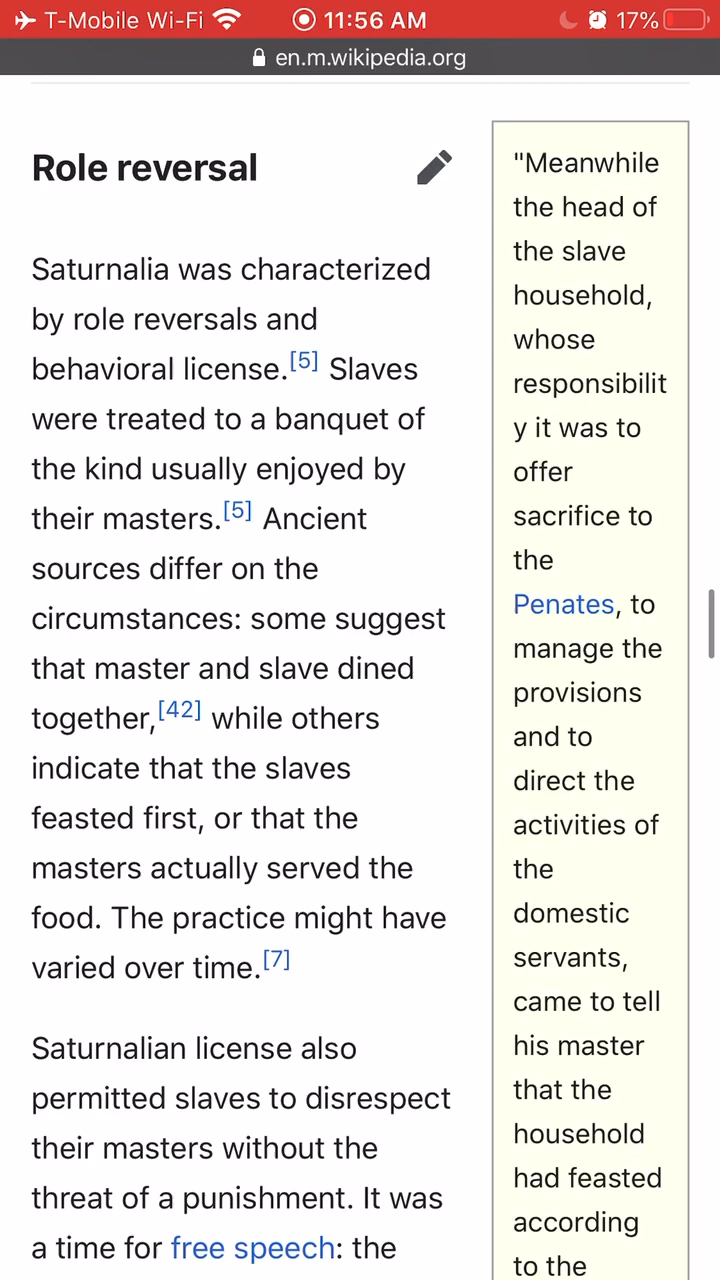 T-Mobile Wi-Fi 11:56 AM 17%
en.m.wikipedia.org
Role reversal
Saturnalia was characterized
by role reversals and
behavioral license.[5] Slaves
were treated to a banquet of
the kind usually enjoyed by
their masters.[5] Ancient
sources differ on the
circumstances: some suggest
that master and slave dined
together,[42] while others
indicate that the slaves
feasted first, or that the
masters actually served the
food. The practice might have
varied over time.[7]
Saturnalian license also
permitted slaves to disrespect
their masters without the
threat of a punishment. It was
a time for free speech: the
"Meanwhile
the head of
the slave
household,
whose
responsibilit
y it was to
offer
sacrifice to
the
Penates, to
manage the
provisions
and to
direct the
activities of
the
domestic
servants,
came to tell
his master
that the
household
had feasted
according
to the